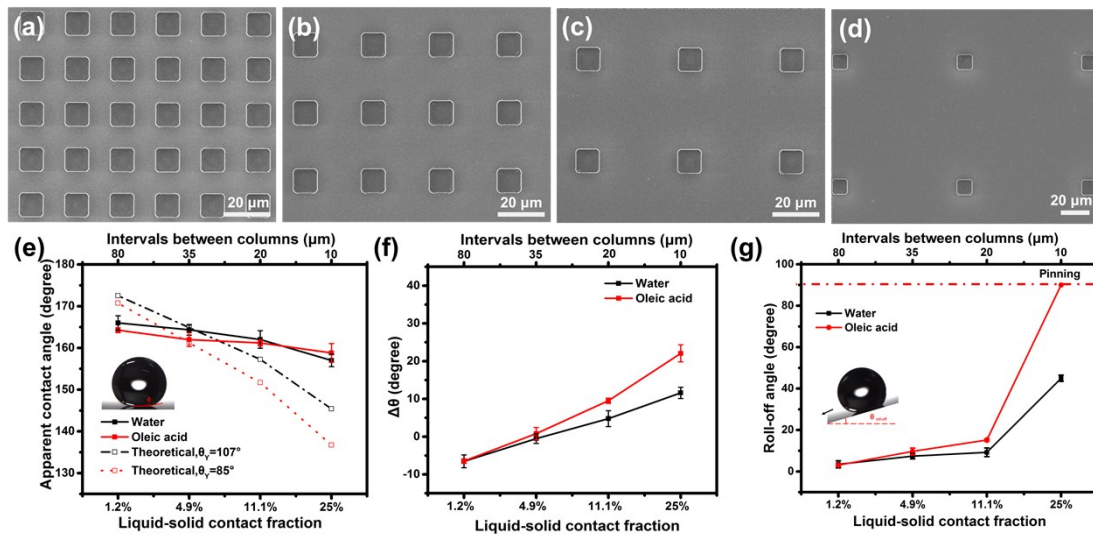 (a)
20 μm
(b)
20 μm
(c)
20 μm
(d)
20 μm
(e)
Intervals between columns (μm)
80 35 20 10
Apparent contact angle (degree)
180
170
160
150
140
130
θ
Water
Oleic acid
Theoretical,θY=107°
Theoretical,θY=85°
1.2% 4.9% 11.1% 25%
Liquid-solid contact fraction
(f)
Intervals between columns (μm)
80 35 20 10
Δθ (degree)
40
30
20
10
0
-10
Water
Oleic acid
1.2% 4.9% 11.1% 25%
Liquid-solid contact fraction
(g)
Intervals between columns (μm)
80 35 20 10
Roll-off angle (degree)
100
80
60
40
20
0
Pinning
Water
Oleic acid
θ roll-off
1.2% 4.9% 11.1% 25%
Liquid-solid contact fraction